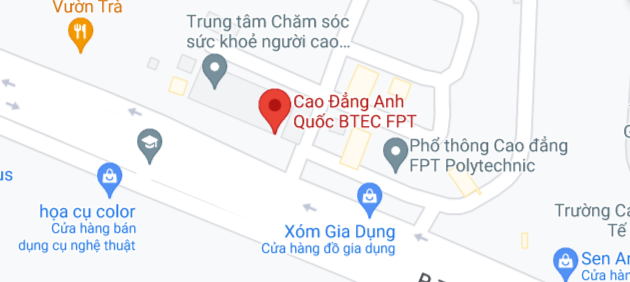 Vườn Trà
Trung tâm Chăm sóc
sức khoẻ người cao...
Cao Đẳng Anh
Quốc BTEC FPT
Phổ thông Cao đẳng
FPT Polytechnic
us
họa cụ color
Cửa hàng bán
dụng cụ nghệ thuật
Xóm Gia Dụng
Cửa hàng đồ gia dụng
Trường Ca
Tế
Sen An
Cửa hàn